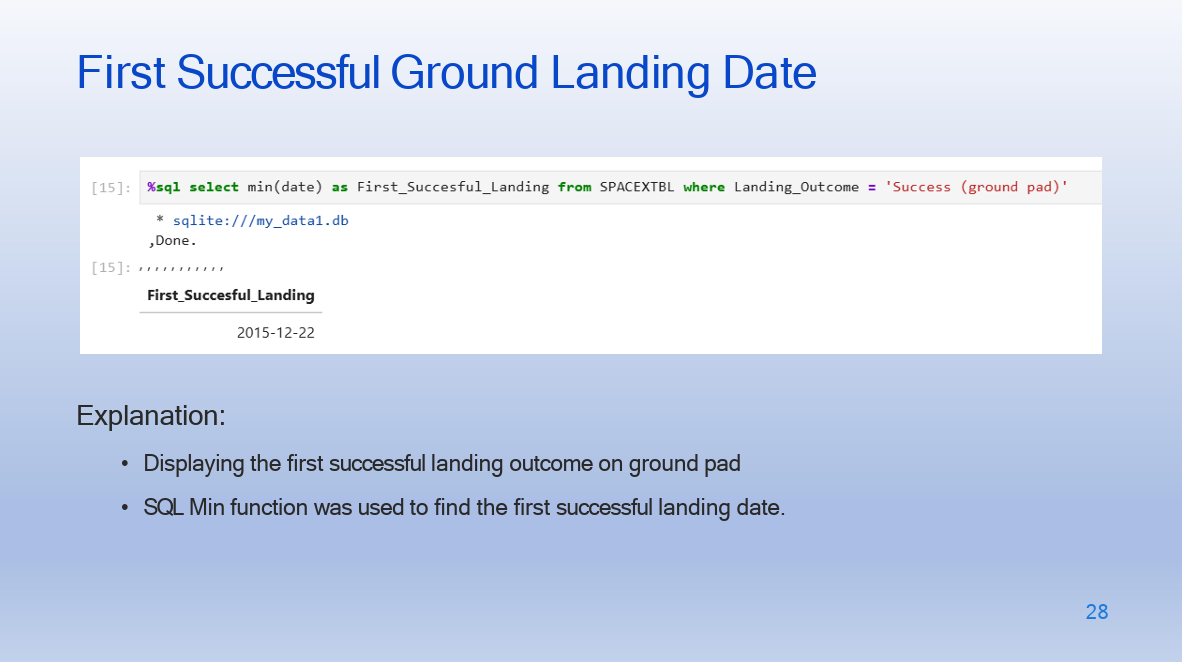 First Successful Ground Landing Date
[15]: %sql select min(date) as First_Succesful_Landing from SPACEXTBL where Landing_Outcome = 'Success (ground pad)'
* sqlite:///my_data1.db
,Done.
[15]: ,,,,,,,,,,,
First_Succesful_Landing
2015-12-22
Explanation:
• Displaying the first successful landing outcome on ground pad
• SQL Min function was used to find the first successful landing date.
28